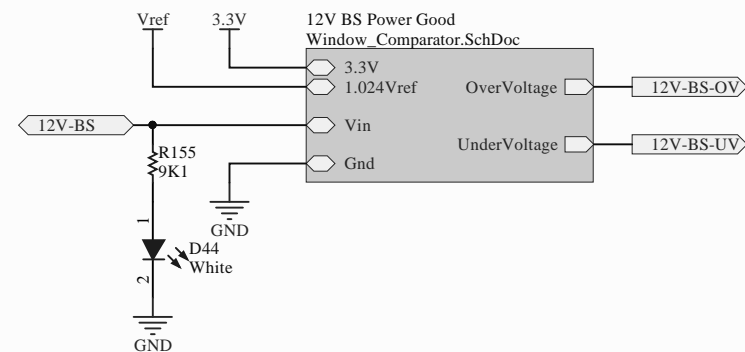 Vref
3.3V
12V BS Power Good
Window_Comparator.SchDoc
3.3V
1.024Vref
OverVoltage
12V-BS-OV
12V-BS
Vin
UnderVoltage
12V-BS-UV
R155
9K1
Gnd
1
GND
D44
White
2
GND